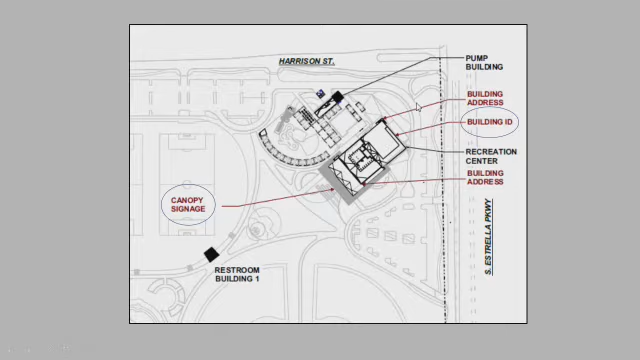 HARRISON ST.
PUMP
BUILDING
BUILDING
ADDRESS
BUILDING ID
RECREATION
CENTER
BUILDING
ADDRESS
CANOPY
SIGNAGE
S. ESTRELLA PKWY
RESTROOM
BUILDING 1